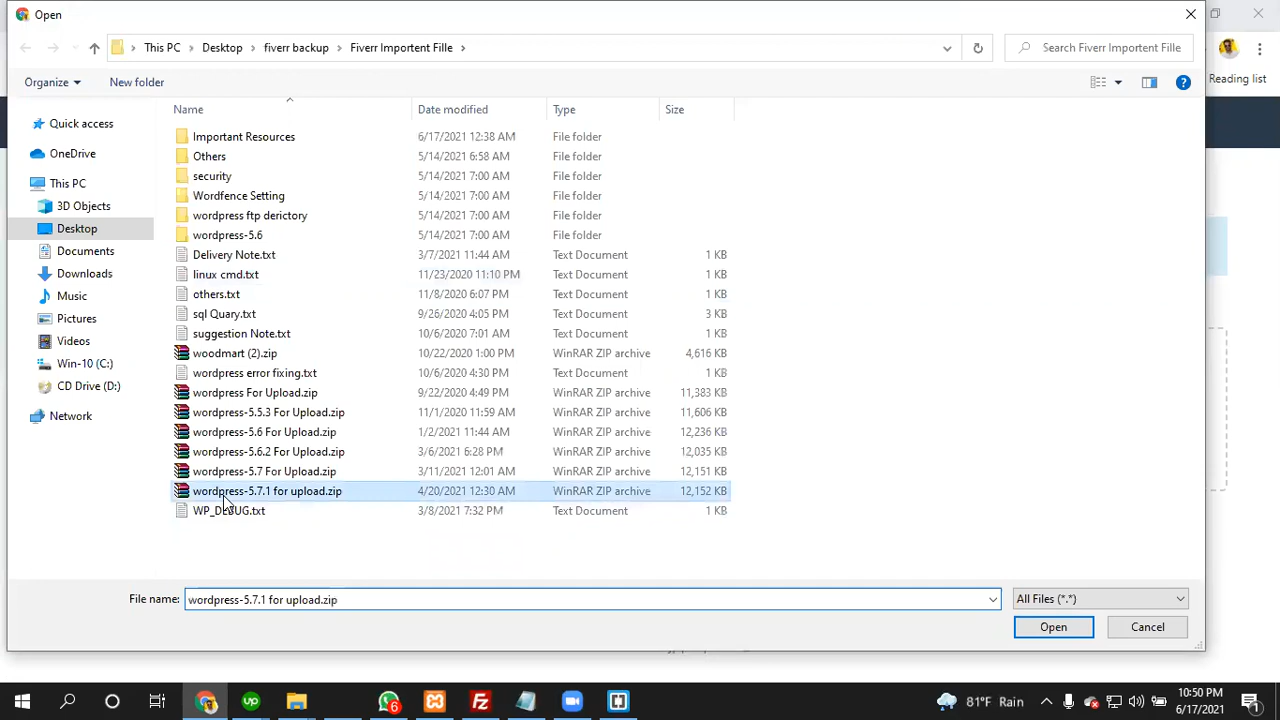 Open
This PC Desktop fiverr backup Fiverr Importent Fille
Search Fiverr Importent Fille
Reading list
Organize New folder
Name Date modified Type Size
Quick access
OneDrive
This PC
3D Objects
Desktop
Documents
Downloads
Music
Pictures
Videos
Win-10 (C:)
CD Drive (D:)
Network
Important Resources 6/17/2021 12:38 AM File folder
Others 5/14/2021 6:58 AM File folder
security 5/14/2021 7:00 AM File folder
Wordfence Setting 5/14/2021 7:00 AM File folder
wordpress ftp derictory 5/14/2021 7:00 AM File folder
wordpress-5.6 5/14/2021 7:00 AM File folder
Delivery Note.txt 3/7/2021 11:44 AM Text Document 1 KB
linux cmd.txt 11/23/2020 11:10 PM Text Document 1 KB
others.txt 11/8/2020 6:07 PM Text Document 1 KB
sql Quary.txt 9/26/2020 4:05 PM Text Document 3 KB
suggestion Note.txt 10/6/2020 7:01 AM Text Document 1 KB
woodmart (2).zip 10/22/2020 1:00 PM WinRAR ZIP archive 4,616 KB
wordpress error fixing.txt 10/6/2020 4:30 PM Text Document 1 KB
wordpress For Upload.zip 9/22/2020 4:49 PM WinRAR ZIP archive 11,383 KB
wordpress-5.5.3 For Upload.zip 11/1/2020 11:59 AM WinRAR ZIP archive 11,606 KB
wordpress-5.6 For Upload.zip 1/2/2021 11:44 AM WinRAR ZIP archive 12,236 KB
wordpress-5.6.2 For Upload.zip 3/6/2021 6:28 PM WinRAR ZIP archive 12,035 KB
wordpress-5.7 For Upload.zip 3/11/2021 12:01 AM WinRAR ZIP archive 12,151 KB
wordpress-5.7.1 for upload.zip 4/20/2021 12:30 AM WinRAR ZIP archive 12,152 KB
WP_DEBUG.txt 3/8/2021 7:32 PM Text Document 1 KB
File name: wordpress-5.7.1 for upload.zip All Files (*.*)
Open Cancel
up 6 81°F Rain 10:50 PM
6/17/2021 1